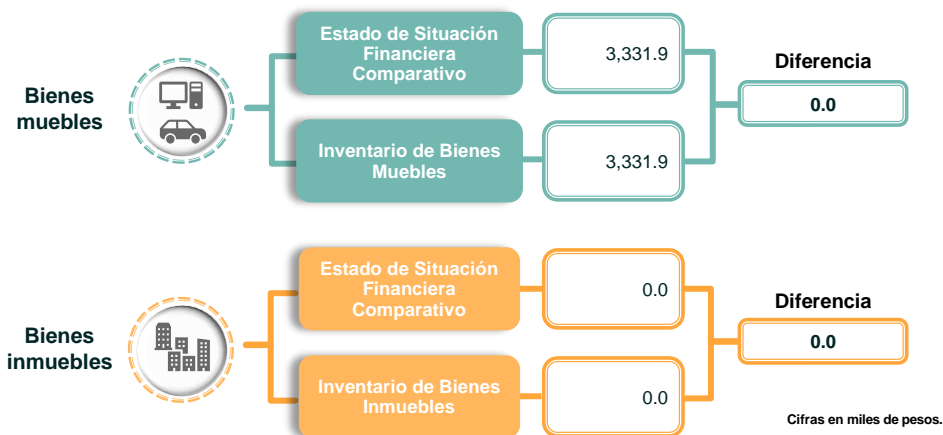 Bienes
muebles
Estado de Situación
Financiera
Comparativo
3,331.9
Inventario de Bienes
Muebles
3,331.9
Diferencia
0.0
Bienes
inmuebles
Estado de Situación
Financiera
Comparativo
0.0
Inventario de Bienes
Inmuebles
0.0
Diferencia
0.0
Cifras en miles de pesos.